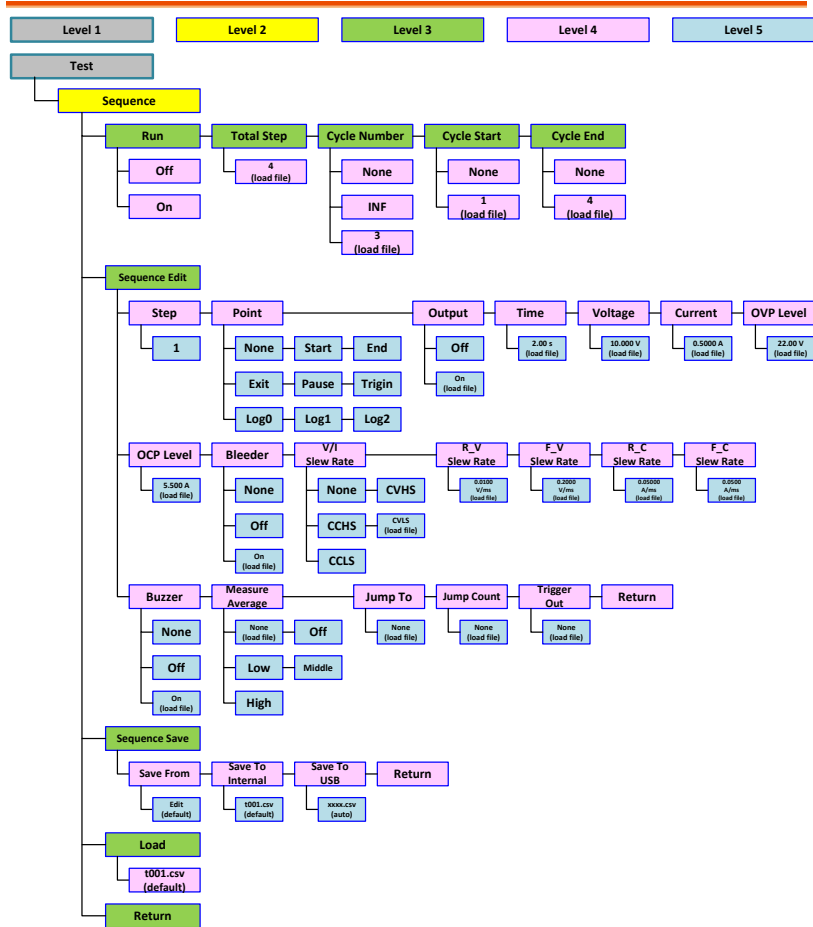 Level 1 Level 2 Level 3 Level 4 Level 5
Test
Sequence
Run Total Step Cycle Number Cycle Start Cycle End
Off 4 None None None
(load file)
On INF 1 4
(load file) (load file)
3
(load file)
Sequence Edit
Step Point Output Time Voltage Current OVP Level
1 None Start End Off 2.00 s 10.000 V 0.5000 A 22.00 V
(load file) (load file) (load file) (load file)
Exit Pause Trigin On
(load file)
Log0 Log1 Log2
OCP Level Bleeder V/I R_V F_V R_C F_C
Slew Rate Slew Rate Slew Rate Slew Rate Slew Rate
5.500 A None None CVHS 0.0100 0.2000 0.05000 0.0500
(load file) V/ms V/ms A/ms A/ms
(load file) (load file) (load file) (load file)
Off CCHS CVLS
(load file)
On CCLS
(load file)
Buzzer Measure Jump To Jump Count Trigger Return
Average Out
None None Off None None None
(load file) (load file) (load file) (load file)
Off Low Middle
On High
(load file)
Sequence Save
Save From Save To Save To Return
Internal USB
Edit t001.csv xxxx.csv
(default) (default) (auto)
Load
t001.csv
(default)
Return